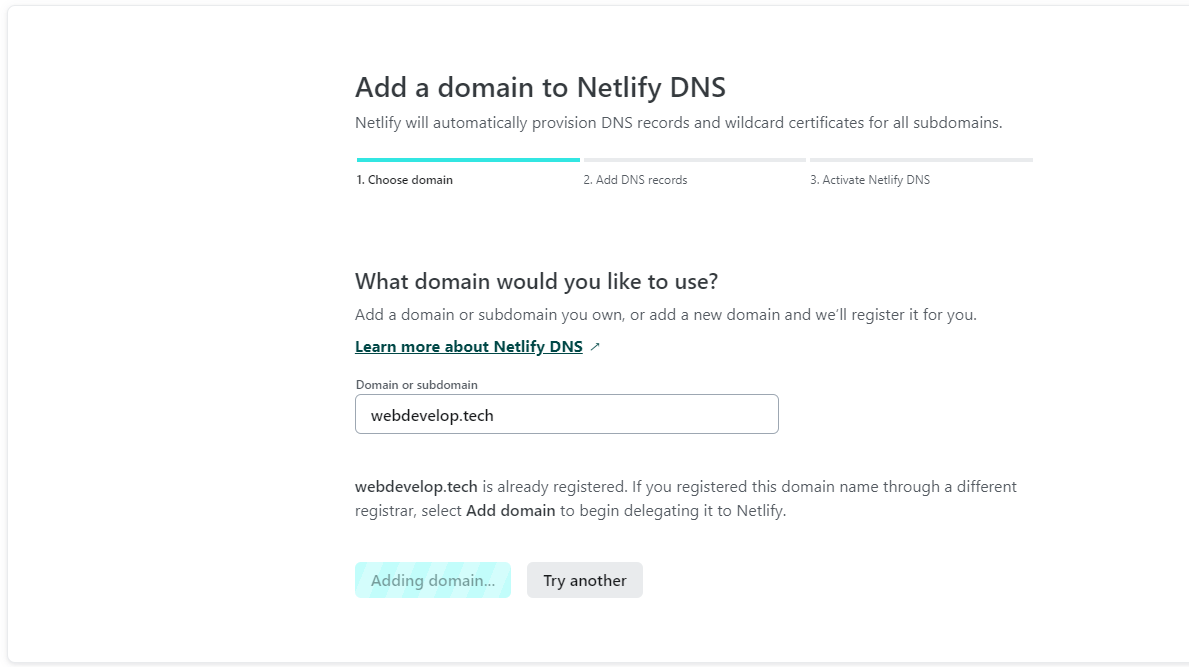 Add a domain to Netlify DNS
Netlify will automatically provision DNS records and wildcard certificates for all subdomains.
1. Choose domain
2. Add DNS records
3. Activate Netlify DNS
What domain would you like to use?
Add a domain or subdomain you own, or add a new domain and we’ll register it for you.
Learn more about Netlify DNS ↗
Domain or subdomain
webdevelop.tech
webdevelop.tech is already registered. If you registered this domain name through a different
registrar, select Add domain to begin delegating it to Netlify.
Adding domain...
Try another